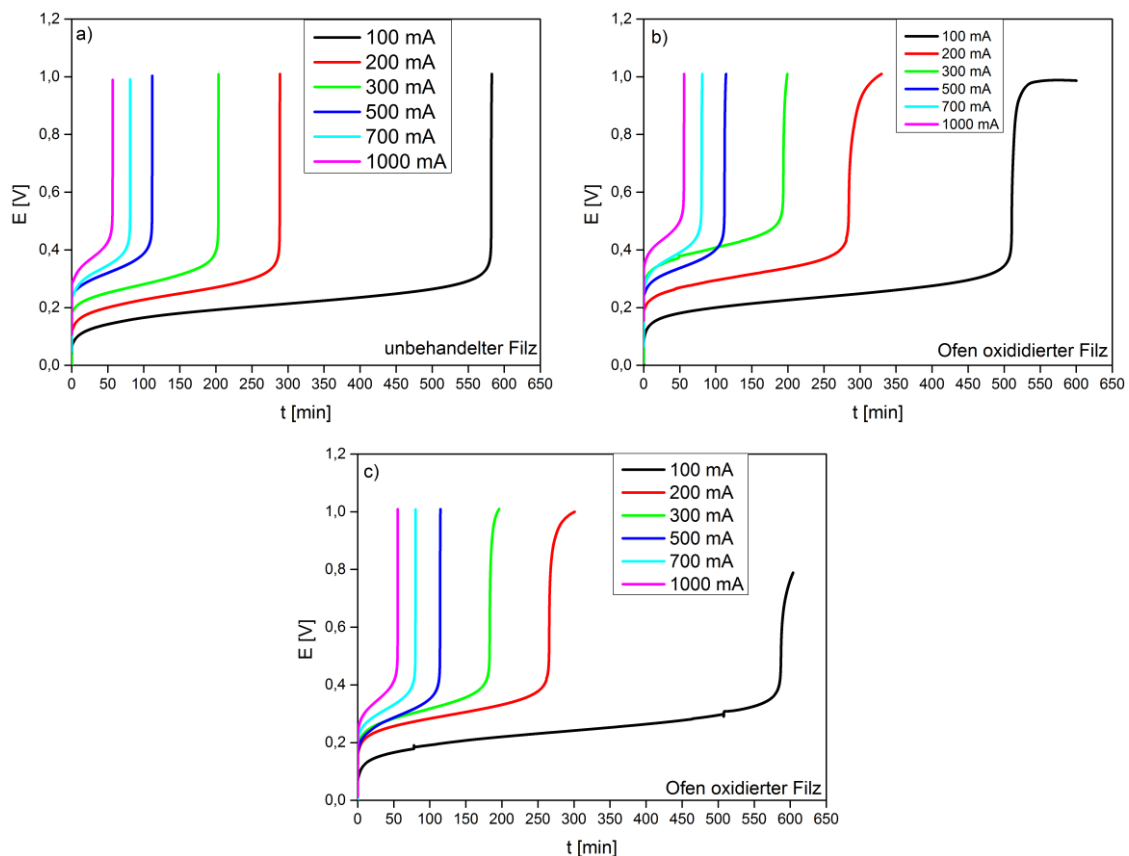 a)
1,2
1,0
0,8
0,6
0,4
0,2
0,0
E [V]
100 mA
200 mA
300 mA
500 mA
700 mA
1000 mA
unbehandelter Filz
0 50 100 150 200 250 300 350 400 450 500 550 600 650
t [min]
b)
1,2
1,0
0,8
0,6
0,4
0,2
0,0
E [V]
100 mA
200 mA
300 mA
500 mA
700 mA
1000 mA
Ofen oxididierter Filz
0 50 100 150 200 250 300 350 400 450 500 550 600 650
t [min]
c)
1,2
1,0
0,8
0,6
0,4
0,2
0,0
E [V]
100 mA
200 mA
300 mA
500 mA
700 mA
1000 mA
Ofen oxidierter Filz
0 50 100 150 200 250 300 350 400 450 500 550 600 650
t [min]